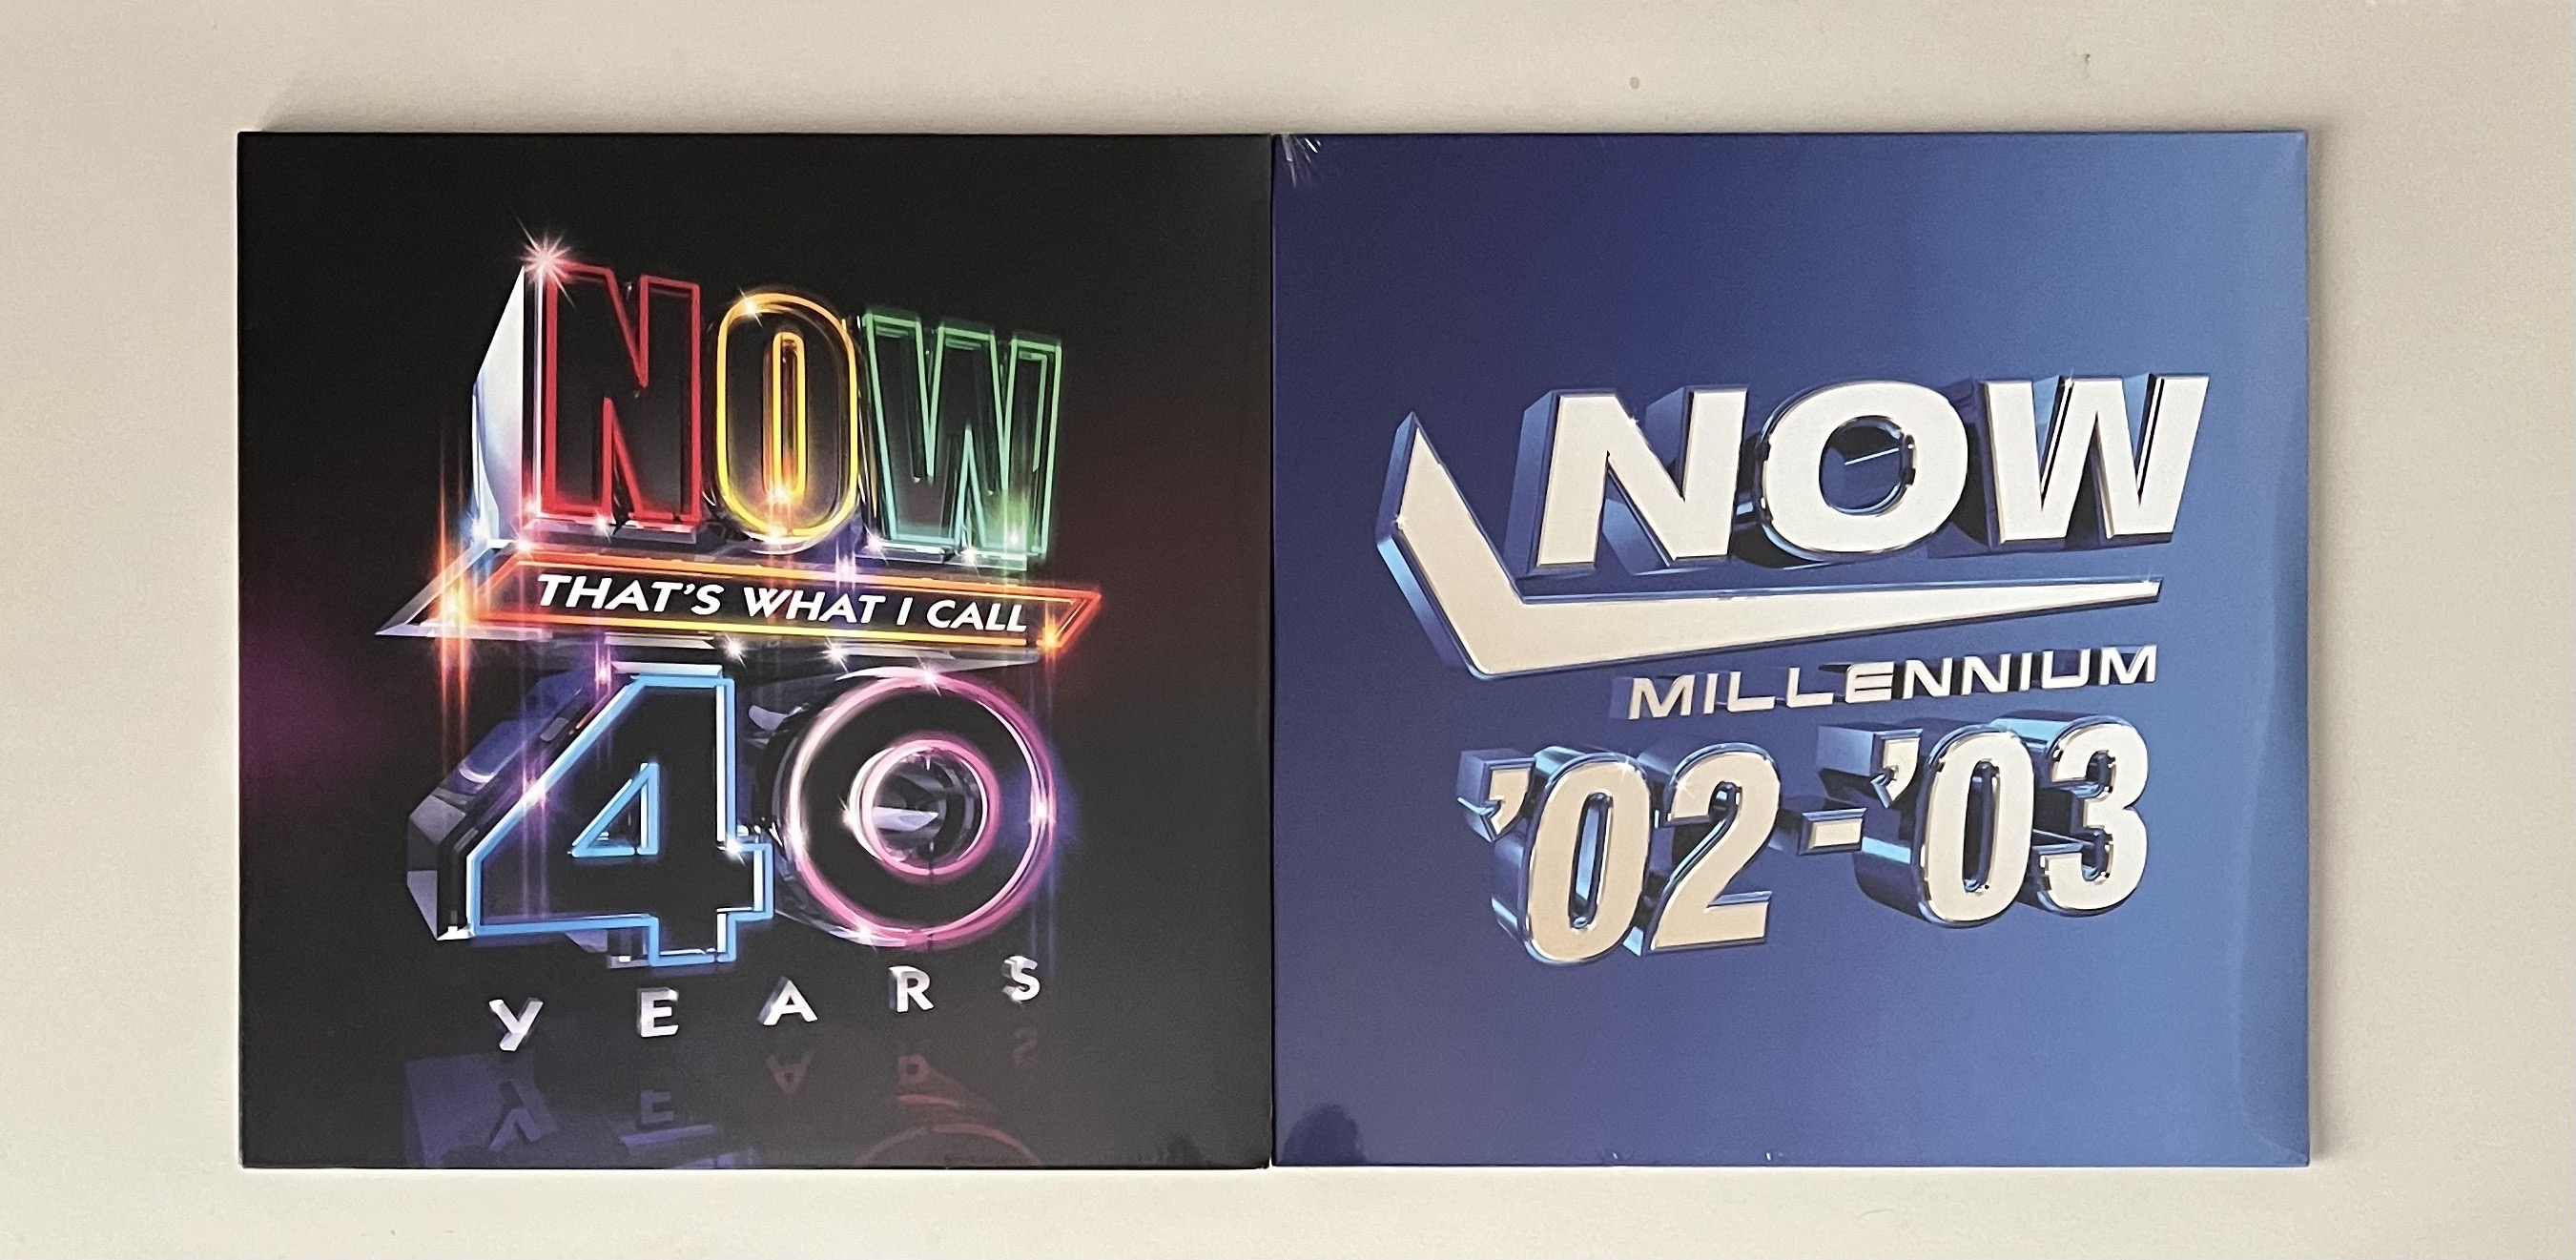 NOW
THAT'S WHAT I CALL
40
YEARS
NOW
MILLENNIUM
'02-'03